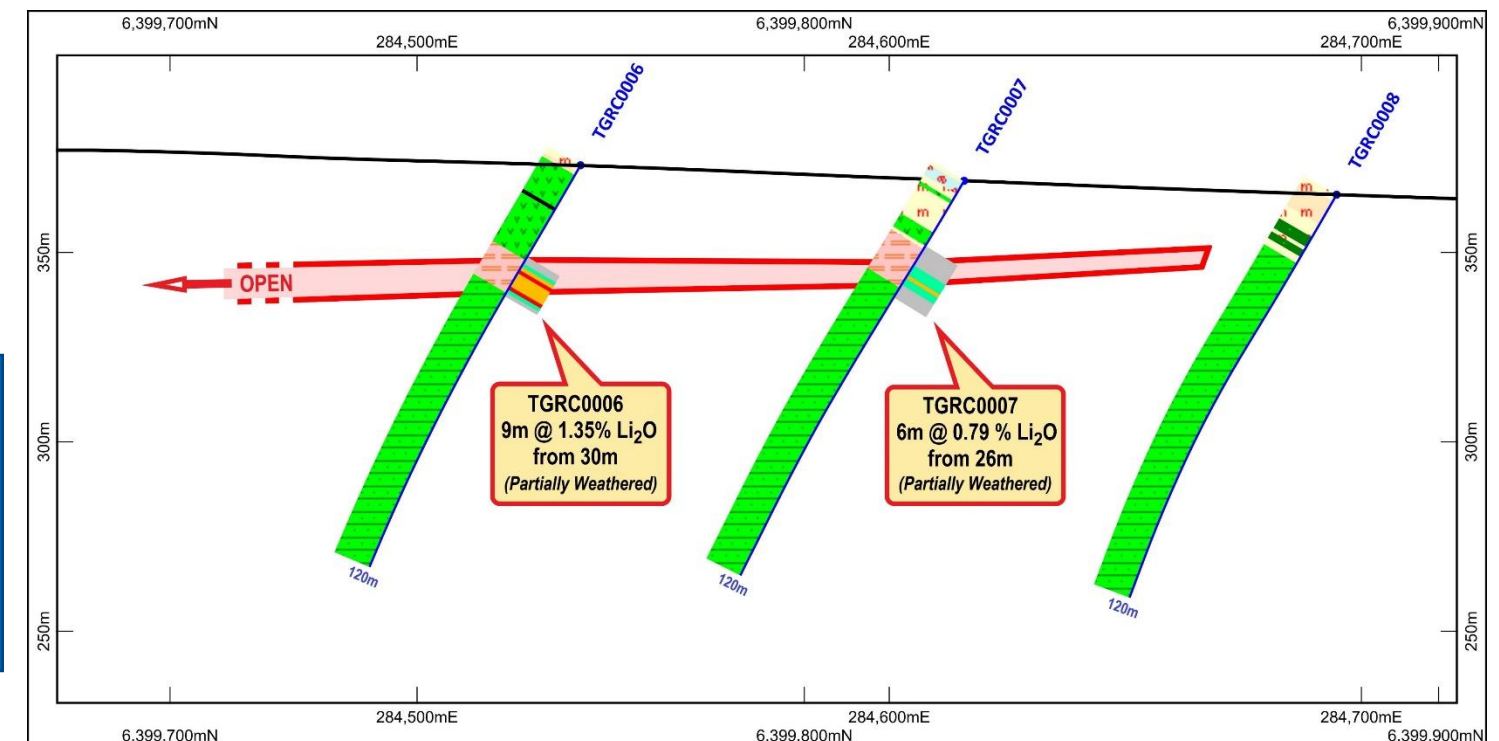 6,399,700mN
6,399,800mN
6,399,900mN
284,500mE
284,600mE
284,700mE
TGRC0006
TGRC0007
TGRC0008
m
m
m
m
m
m
m
350m
350m
OPEN
300m
300m
TGRC0006
9m @ 1.35% Li₂O
from 30m
(Partially Weathered)
TGRC0007
6m @ 0.79 % Li₂O
from 26m
(Partially Weathered)
120m
120m
120m
250m
250m
284,500mE
284,600mE
284,700mE
6,399,700mN
6,399,800mN
6,399,900mN